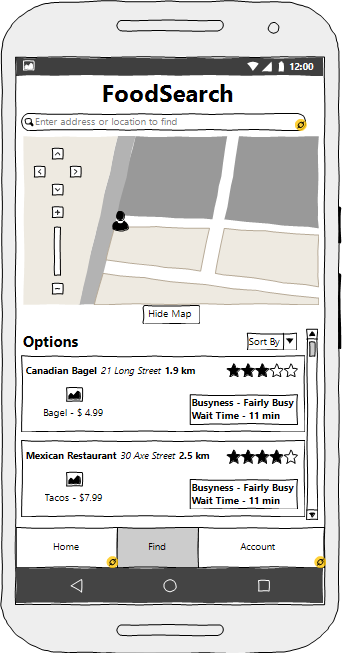 12:00
FoodSearch
Enter address or location to find
Hide Map
Options
Sort By
Canadian Bagel 21 Long Street 1.9 km
Bagel - $ 4.99
Busyness - Fairly Busy
Wait Time - 11 min
Mexican Restaurant 30 Axe Street 2.5 km
Tacos - $7.99
Busyness - Fairly Busy
Wait Time - 11 min
Home Find Account